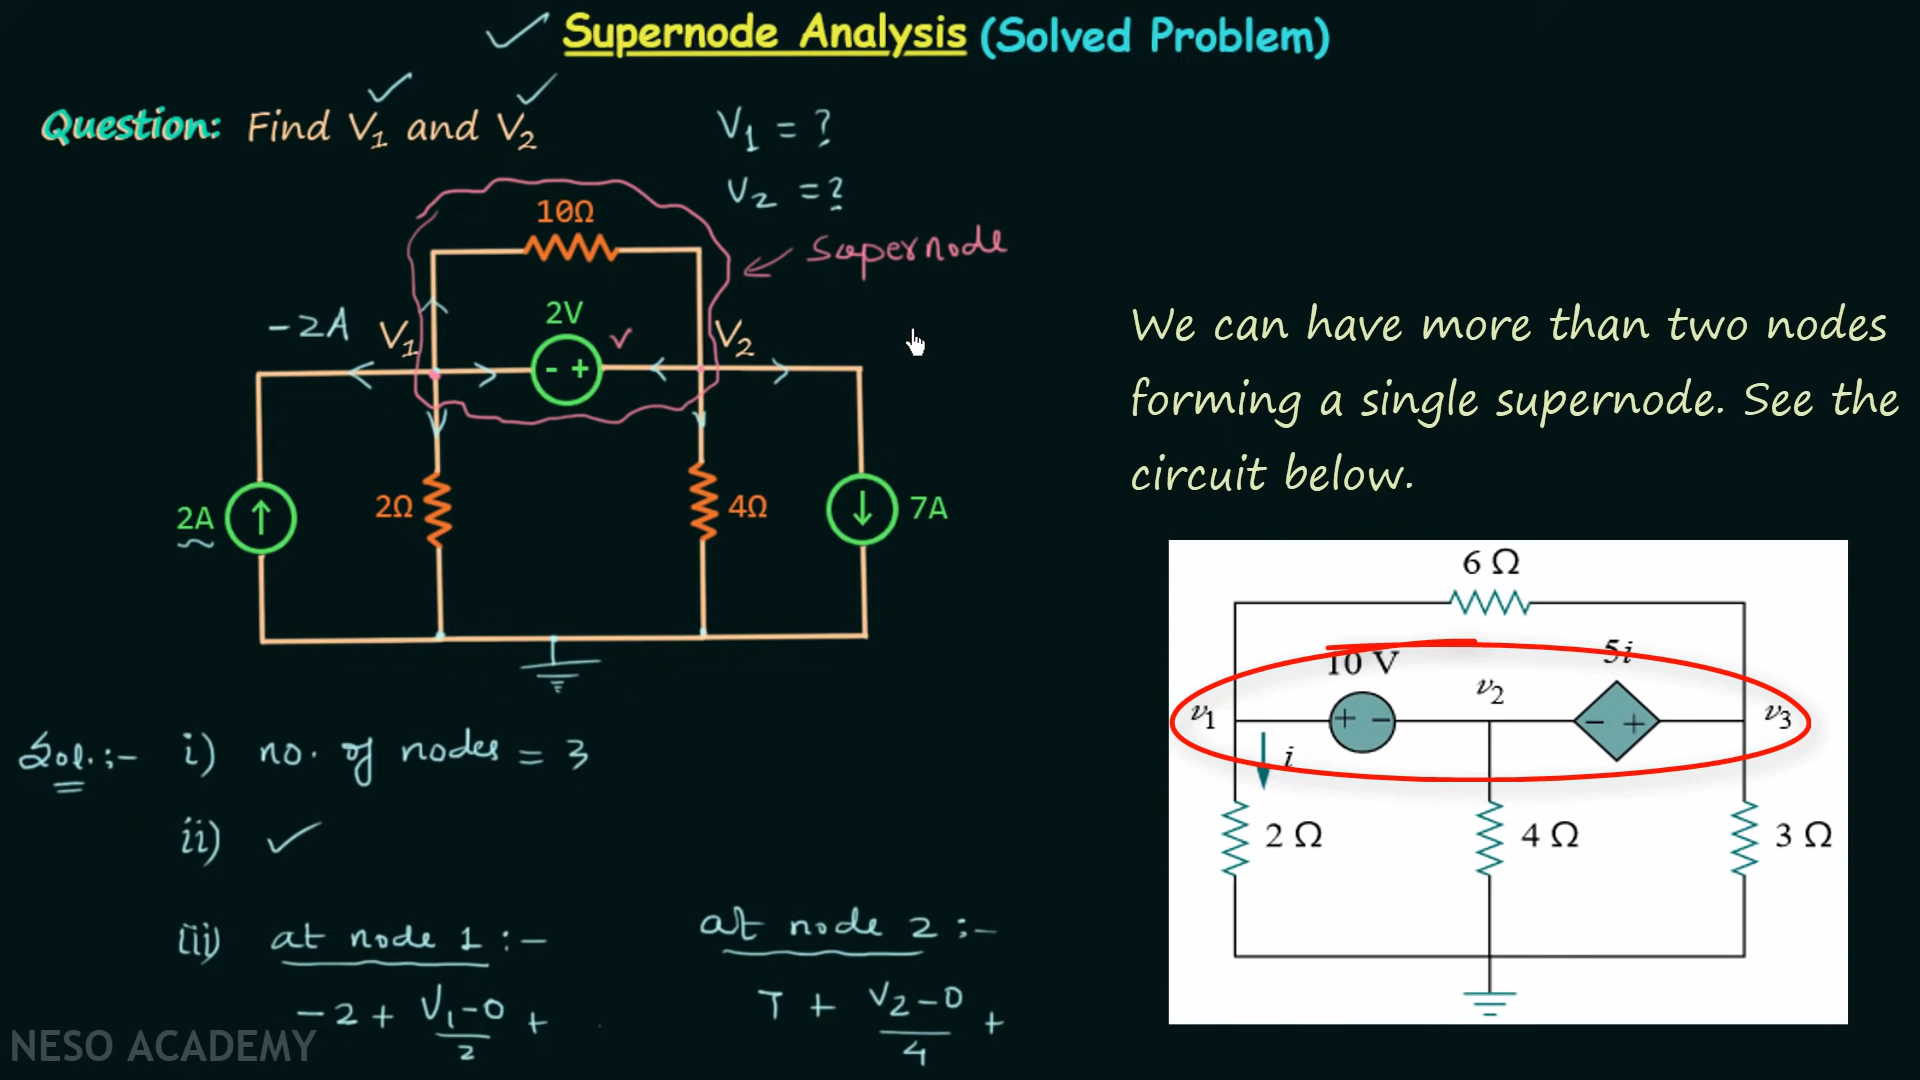 Supernode Analysis (Solved Problem)
Question: Find V₁ and V₂
V₁ = ?
V₂ = ?
10Ω
Supernode
-2A
V₁
2V
V₂
- +
2A
2Ω
4Ω
7A
Sol. :- i) no. of nodes = 3
ii)
iii) at node 1 :-
-2 + V₁-0/2 +
at node 2 :-
7 + V₂-0/4 +
NESO ACADEMY
We can have more than two nodes
forming a single supernode. See the
circuit below.
6 Ω
10 V
5i
v₁
+ -
v₂
- +
v₃
i
2 Ω
4 Ω
3 Ω